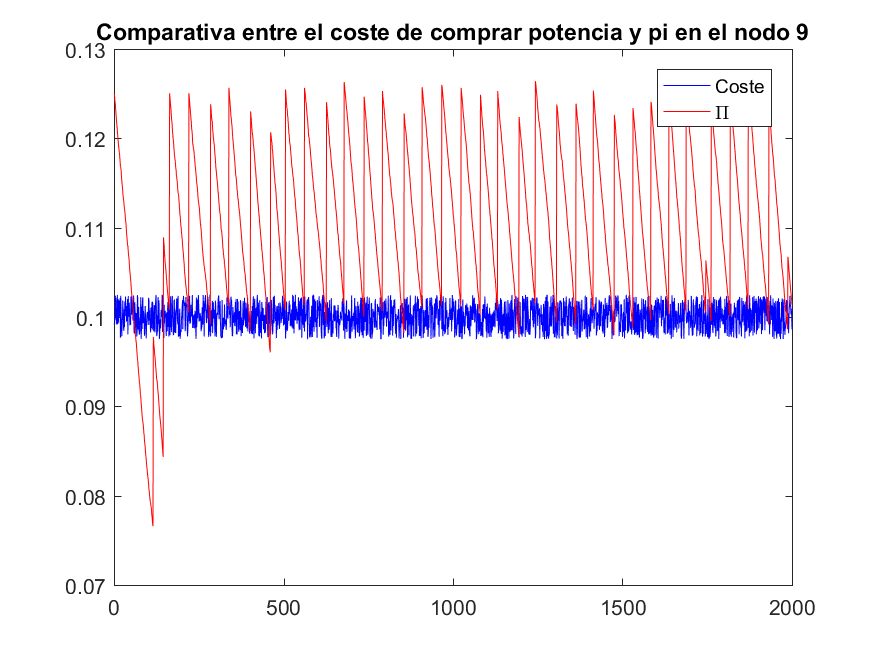 Comparativa entre el coste de comprar potencia y pi en el nodo 9
0.13
Coste
Π
0.12
0.11
0.1
0.09
0.08
0.07
0 500 1000 1500 2000